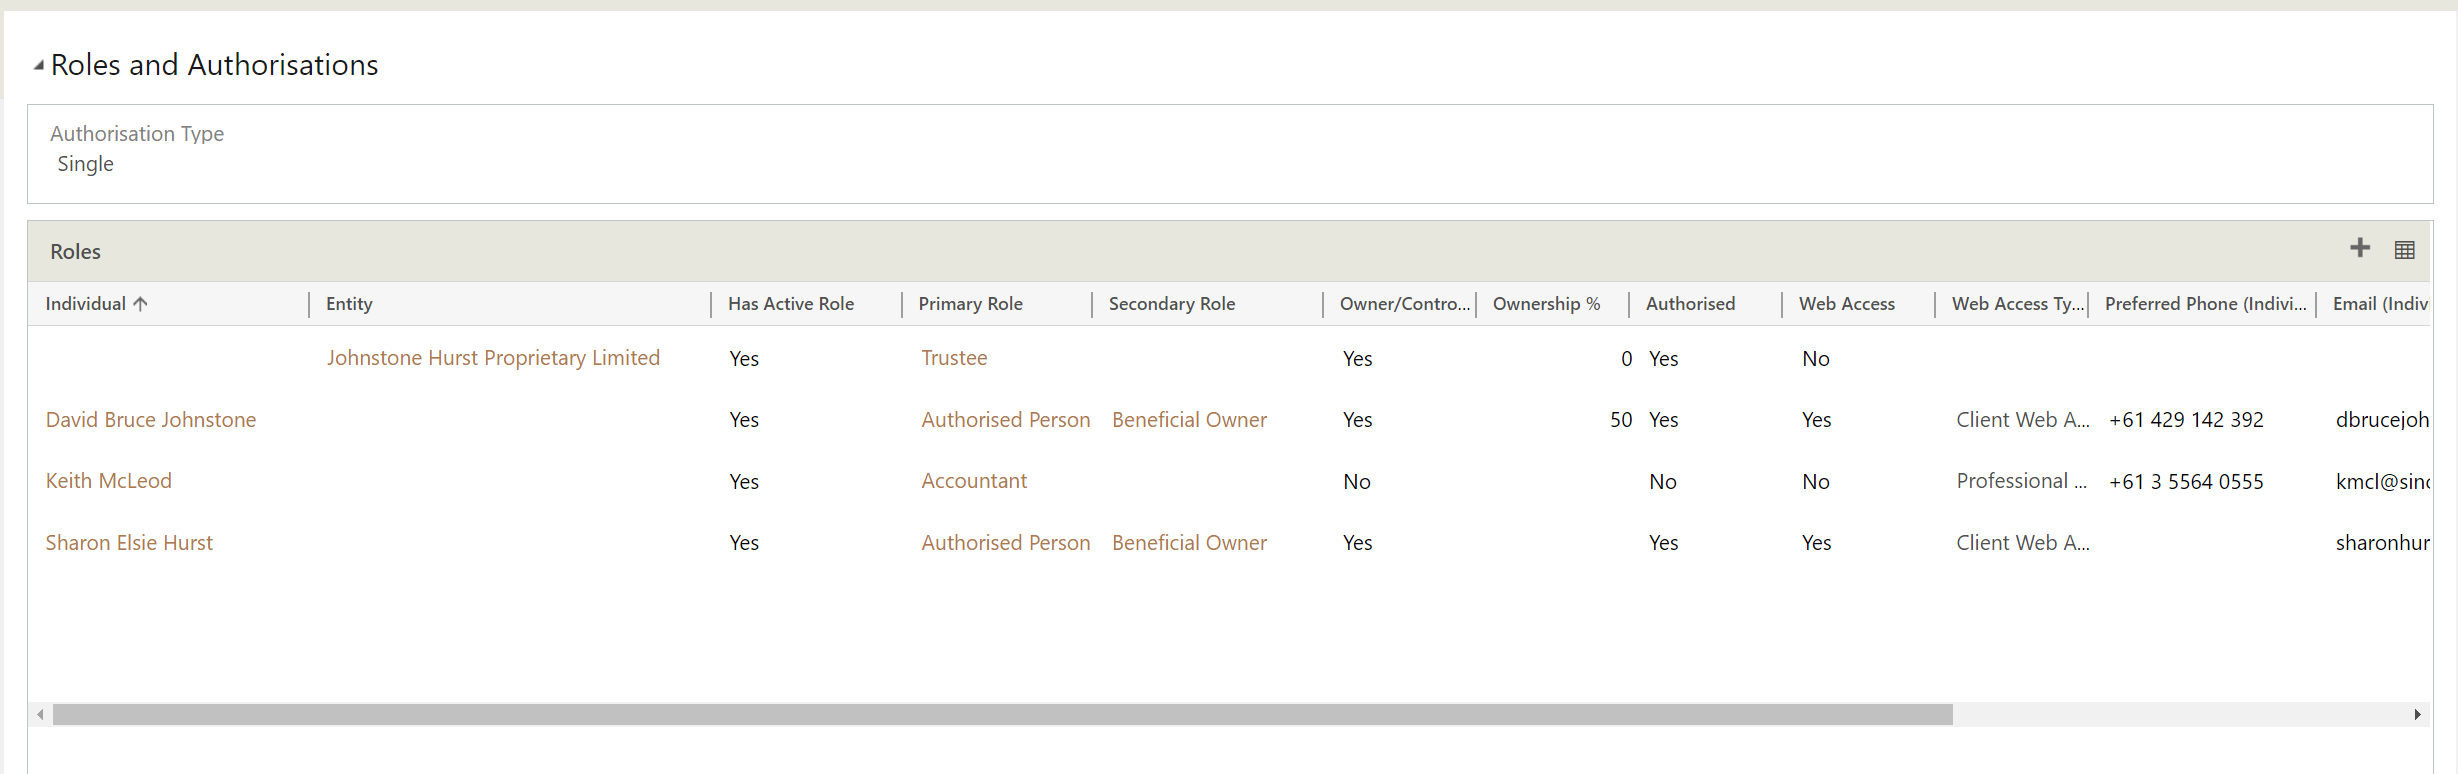 Roles and Authorisations
Authorisation Type
Single
Roles
Individual Entity Has Active Role Primary Role Secondary Role Owner/Contro... Ownership % Authorised Web Access Web Access Ty... Preferred Phone (Indivi... Email (Indiv
Johnstone Hurst Proprietary Limited Yes Trustee Yes 0 Yes No
David Bruce Johnstone Yes Authorised Person Beneficial Owner Yes 50 Yes Yes Client Web A... +61 429 142 392 dbrucejoh
Keith McLeod Yes Accountant No No No Professional ... +61 3 5564 0555 kmcl@sinc
Sharon Elsie Hurst Yes Authorised Person Beneficial Owner Yes Yes Yes Client Web A... sharonhur